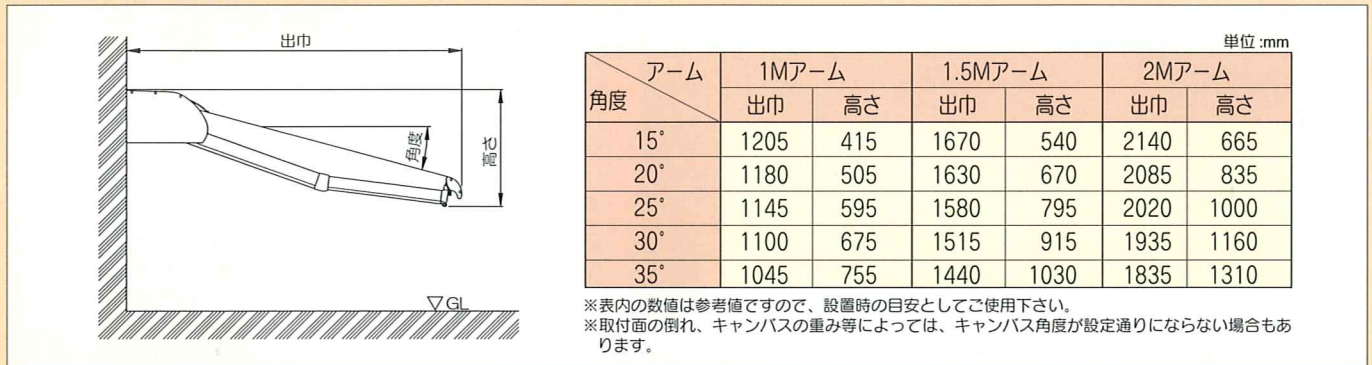 出巾
角度
高さ
▽GL
単位:mm
アーム 1Mアーム 1.5Mアーム 2Mアーム
角度 出巾 高さ 出巾 高さ 出巾 高さ
15° 1205 415 1670 540 2140 665
20° 1180 505 1630 670 2085 835
25° 1145 595 1580 795 2020 1000
30° 1100 675 1515 915 1935 1160
35° 1045 755 1440 1030 1835 1310
※表内の数値は参考値ですので、設置時の目安としてご使用下さい。
※取付面の倒れ、キャンバスの重み等によっては、キャンバス角度が設定通りにならない場合もあ
ります。